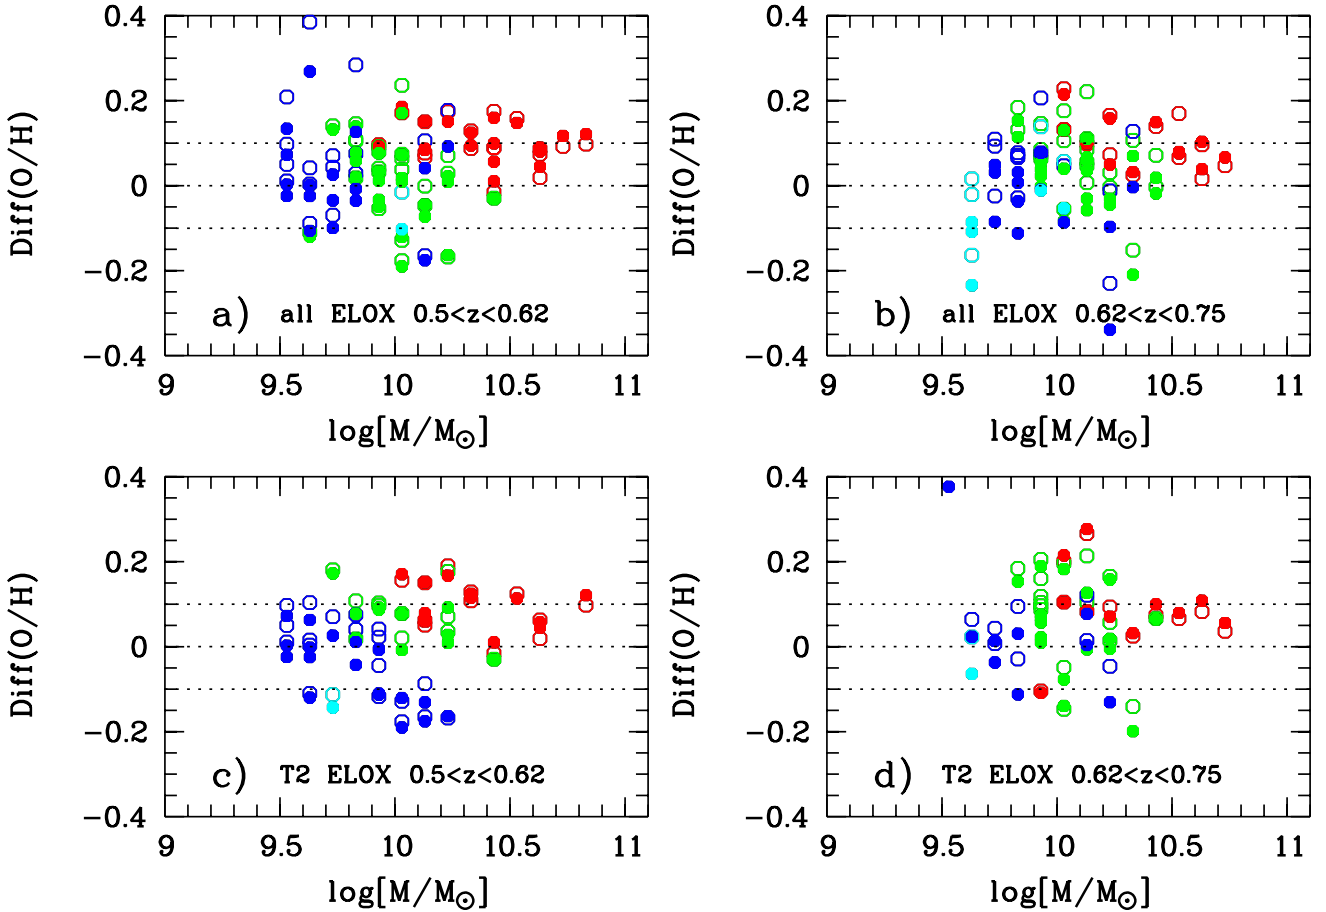 0.4
0.2
0
−0.2
−0.4
Diff(O/H)
a) all ELOX 0.5<z<0.62
9 9.5 10 10.5 11
log[M/M⊙]
0.4
0.2
0
−0.2
−0.4
Diff(O/H)
b) all ELOX 0.62<z<0.75
9 9.5 10 10.5 11
log[M/M⊙]
0.4
0.2
0
−0.2
−0.4
Diff(O/H)
c) T2 ELOX 0.5<z<0.62
9 9.5 10 10.5 11
log[M/M⊙]
0.4
0.2
0
−0.2
−0.4
Diff(O/H)
d) T2 ELOX 0.62<z<0.75
9 9.5 10 10.5 11
log[M/M⊙]